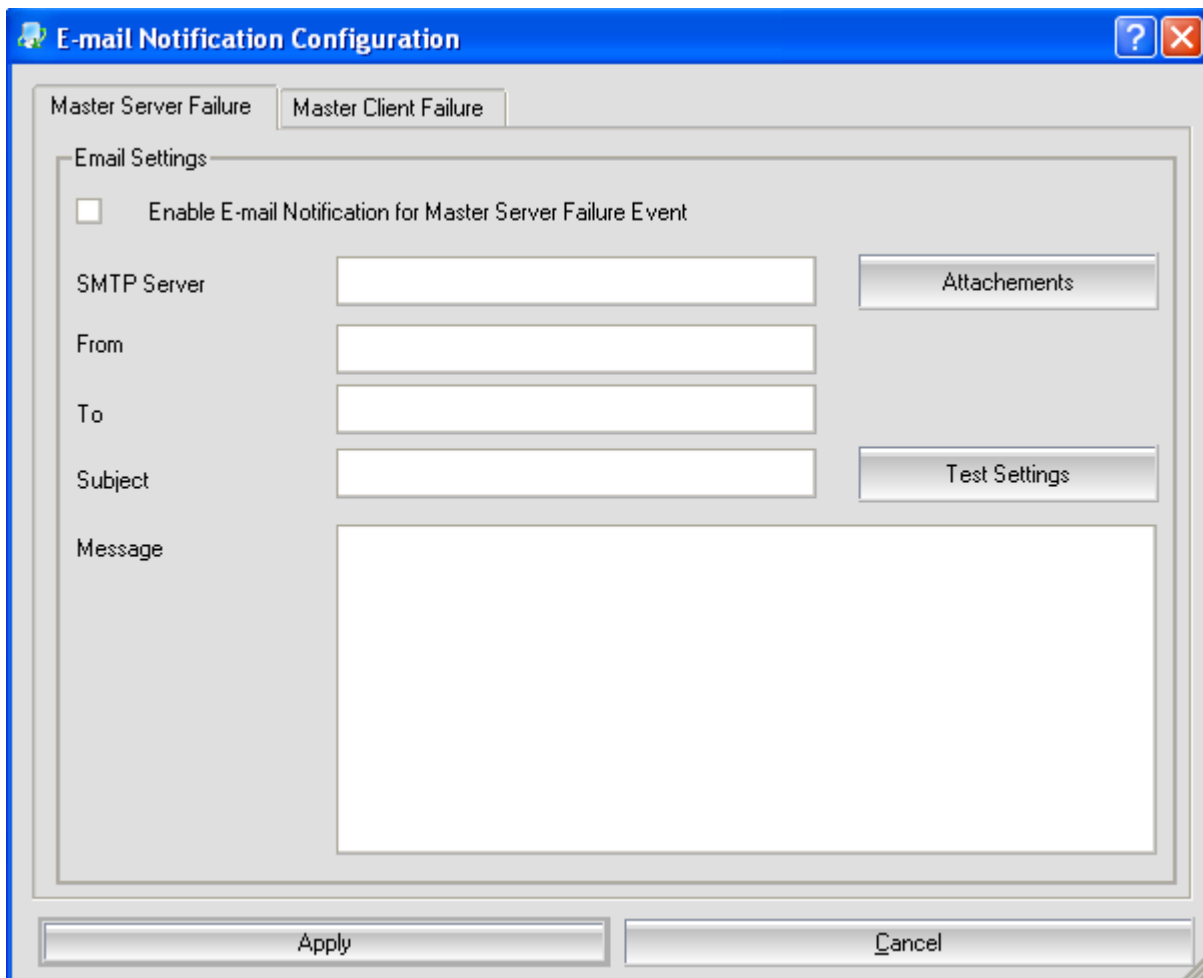 E-mail Notification Configuration
?
Master Server Failure
Master Client Failure
Email Settings
Enable E-mail Notification for Master Server Failure Event
SMTP Server
Attachements
From
To
Subject
Test Settings
Message
Apply
Cancel